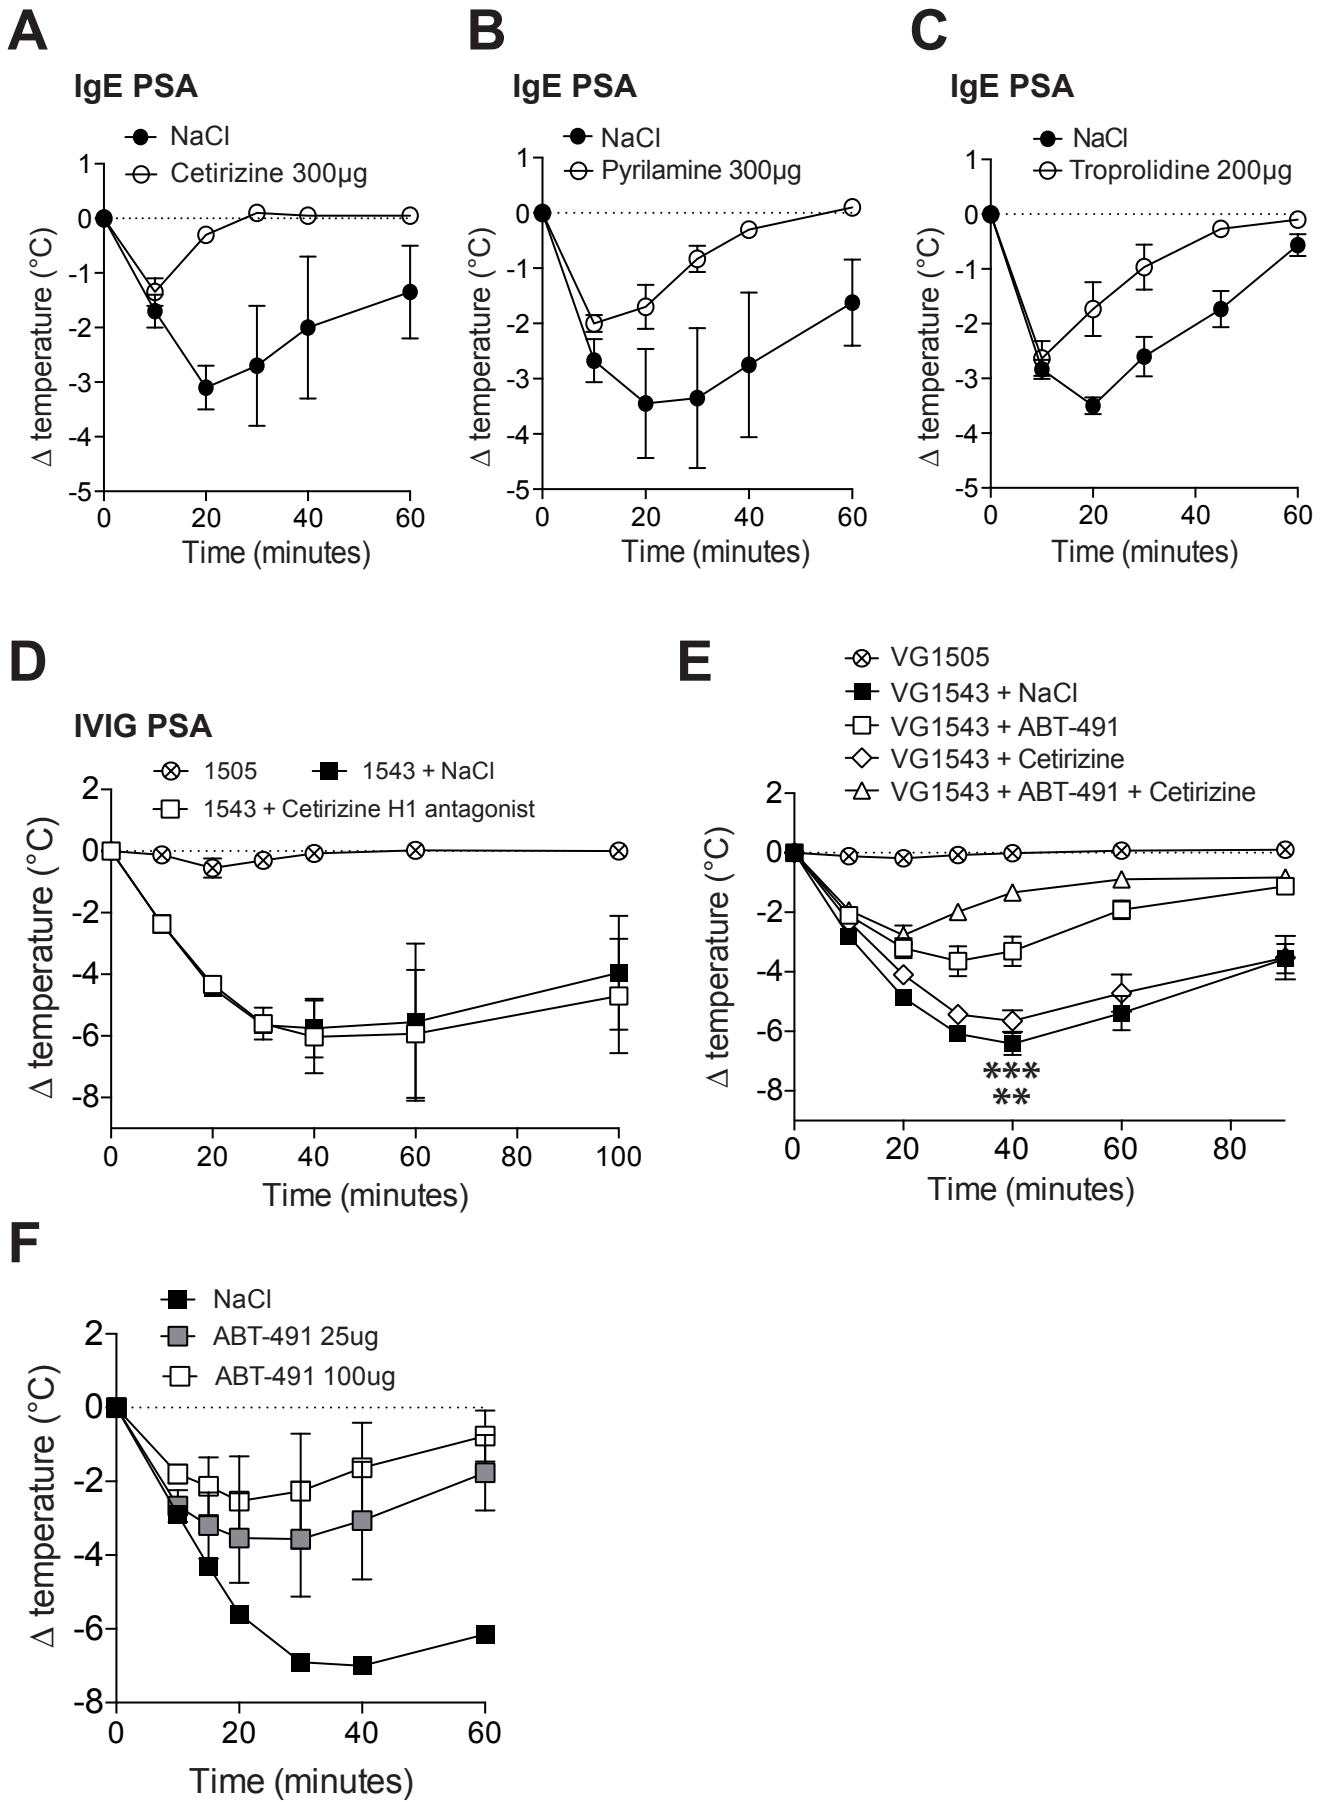 A
IgE PSA
NaCl
Cetirizine 300µg
1
0
-1
-2
-3
-4
-5
Δ temperature (°C)
0 20 40 60
Time (minutes)
B
IgE PSA
NaCl
Pyrilamine 300µg
1
0
-1
-2
-3
-4
-5
Δ temperature (°C)
0 20 40 60
Time (minutes)
C
IgE PSA
NaCl
Troprolidine 200µg
1
0
-1
-2
-3
-4
-5
Δ temperature (°C)
0 20 40 60
Time (minutes)
D
IVIG PSA
1505 1543 + NaCl
1543 + Cetirizine H1 antagonist
2
0
-2
-4
-6
-8
Δ temperature (°C)
0 20 40 60 80 100
Time (minutes)
E
VG1505
VG1543 + NaCl
VG1543 + ABT-491
VG1543 + Cetirizine
VG1543 + ABT-491 + Cetirizine
2
0
-2
-4
-6
-8
Δ temperature (°C)
***
**
0 20 40 60 80
Time (minutes)
F
NaCl
ABT-491 25ug
ABT-491 100ug
2
0
-2
-4
-6
-8
Δ temperature (°C)
0 20 40 60
Time (minutes)